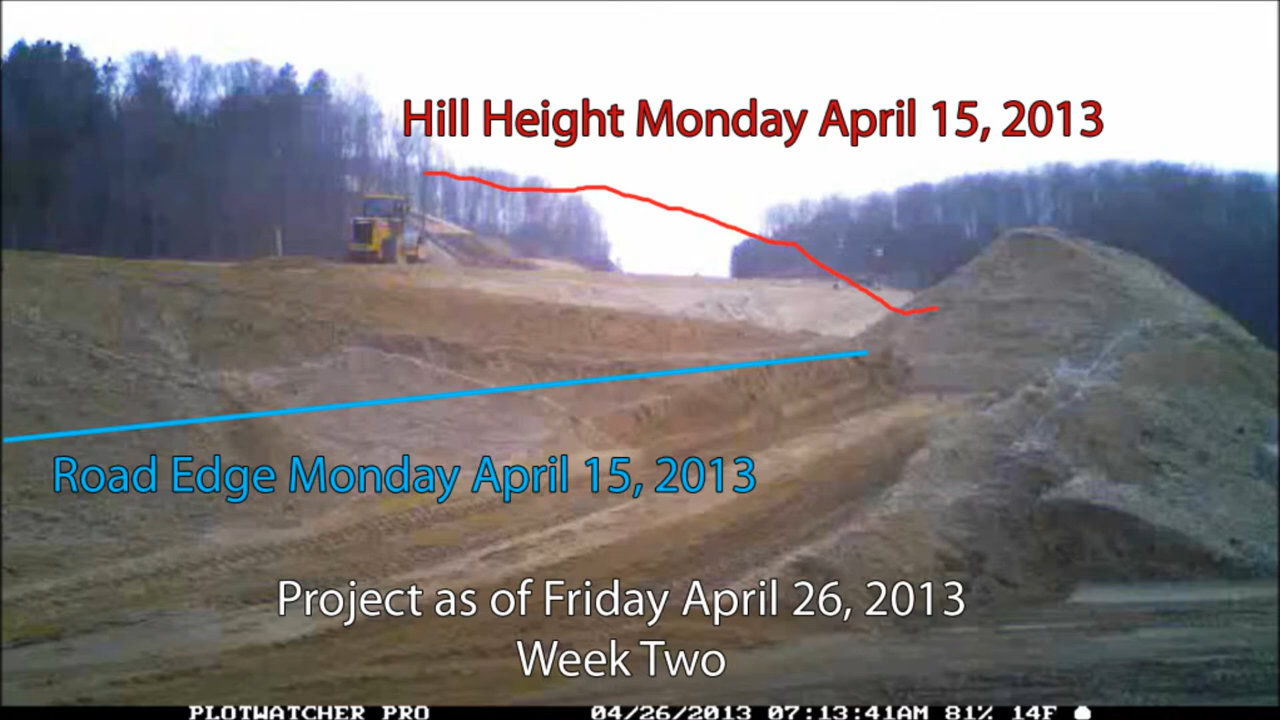 Hill Height Monday April 15, 2013
Road Edge Monday April 15, 2013
Project as of Friday April 26, 2013
Week Two
PLOTWATCHER PRO 04/26/2013 07:13:41AM 81% 14F